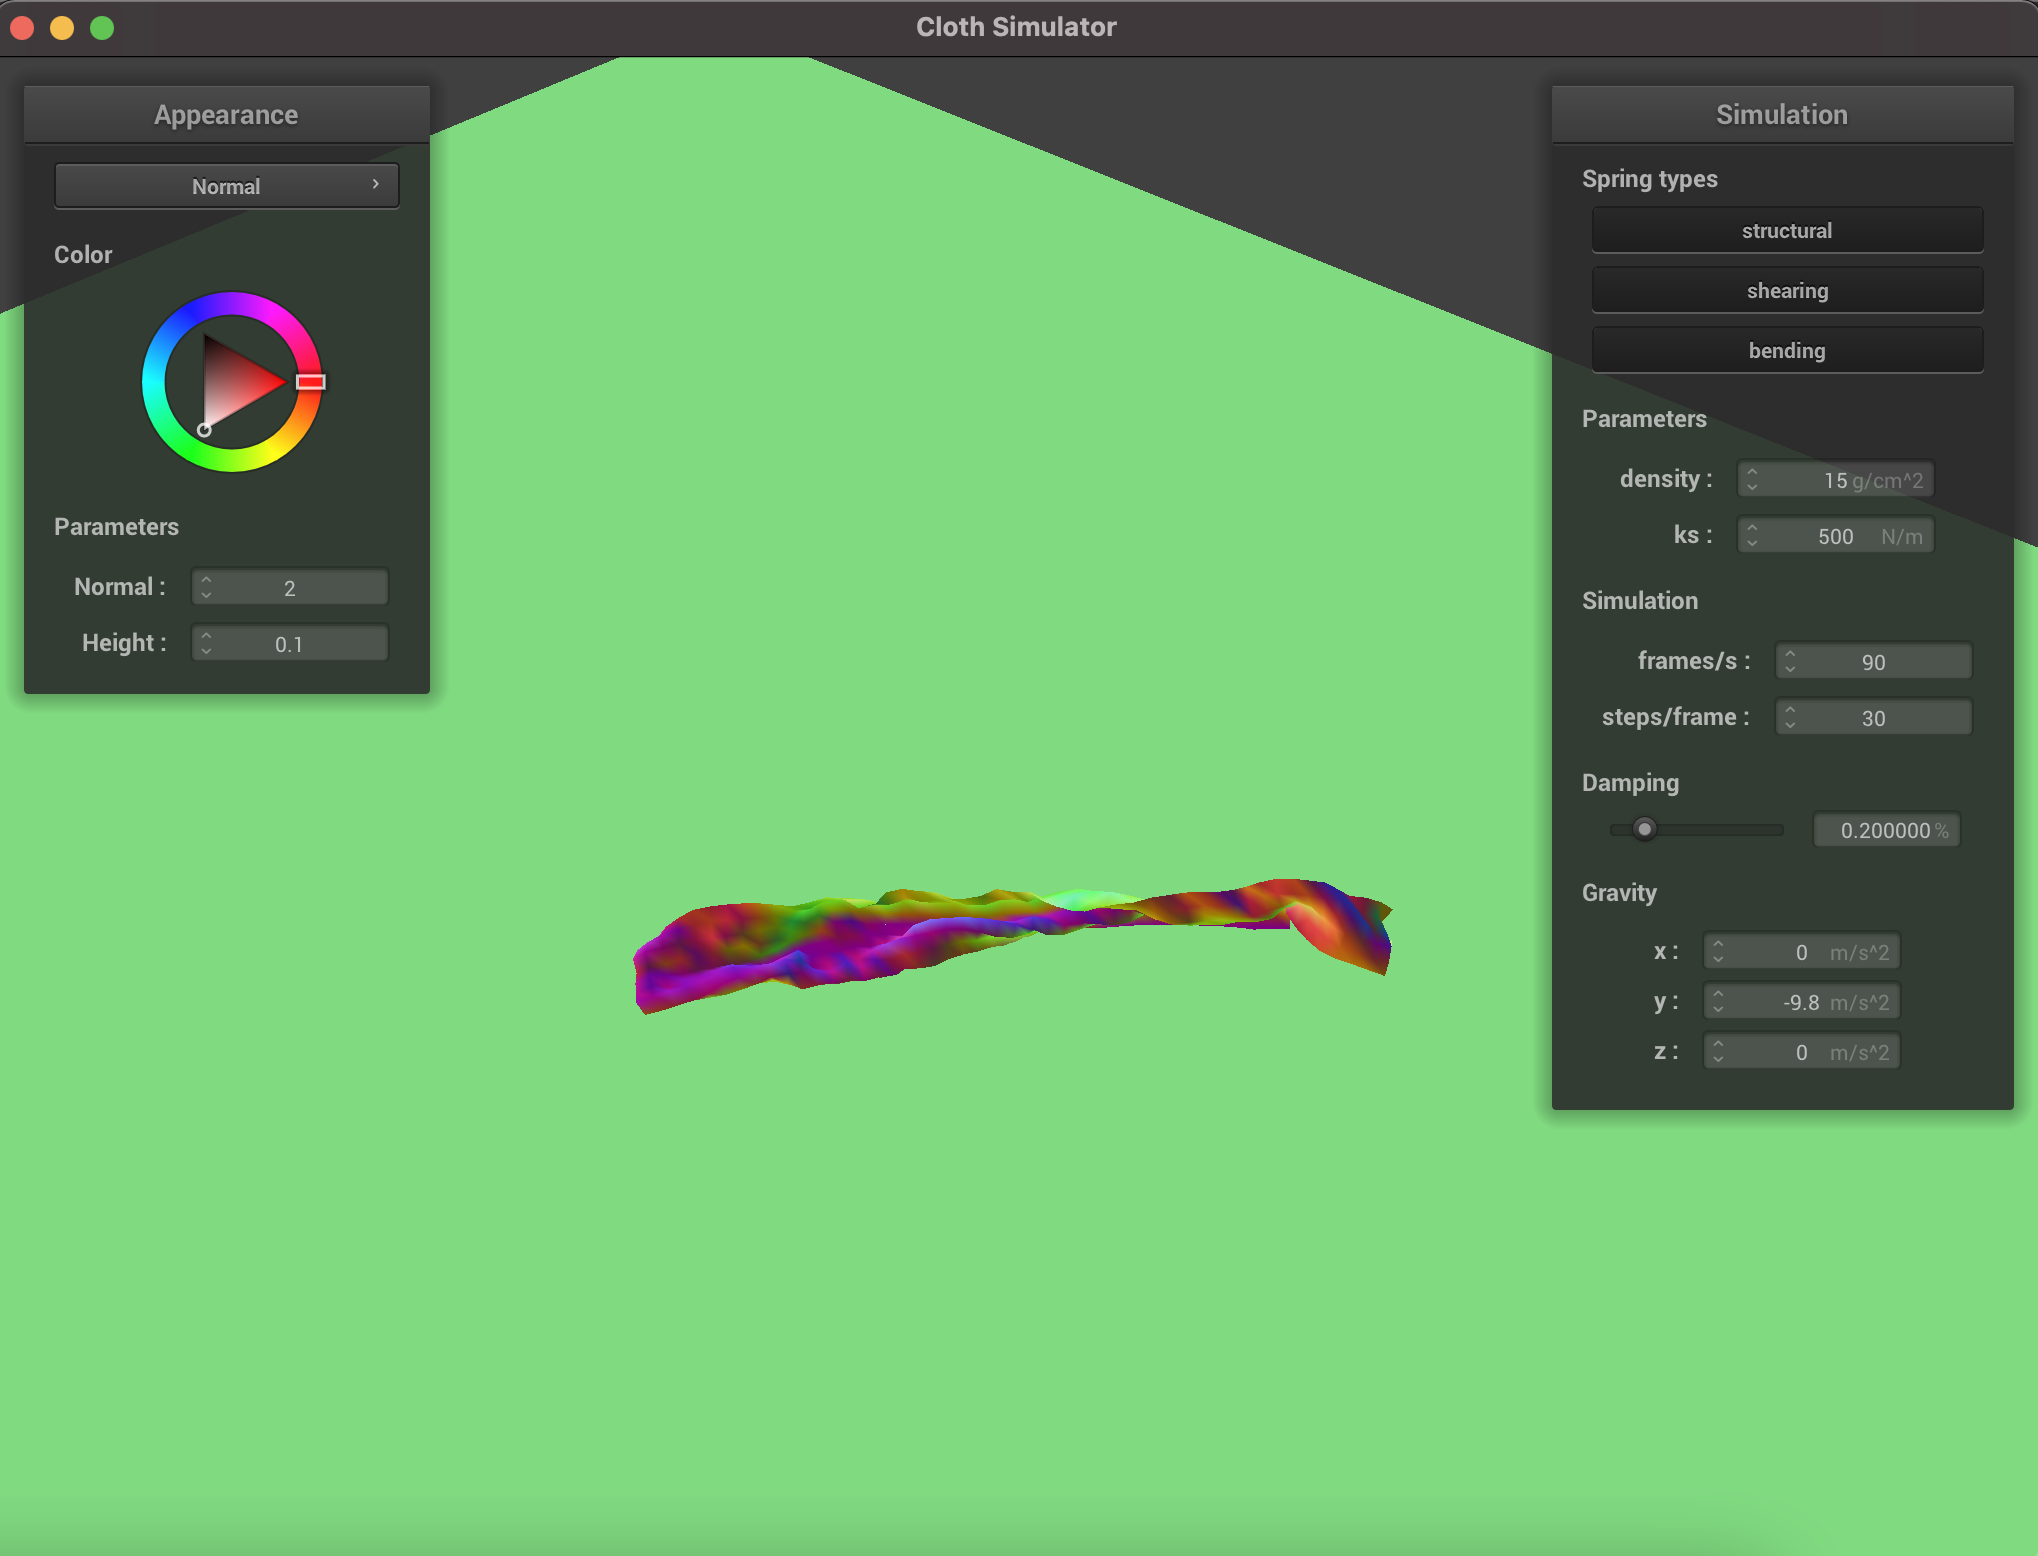 Cloth Simulator
Appearance
Normal
Color
Parameters
Normal : 2
Height : 0.1
Simulation
Spring types
structural
shearing
bending
Parameters
density : 15 g/cm^2
ks : 500 N/m
Simulation
frames/s : 90
steps/frame : 30
Damping
0.200000 %
Gravity
x : 0 m/s^2
y : -9.8 m/s^2
z : 0 m/s^2